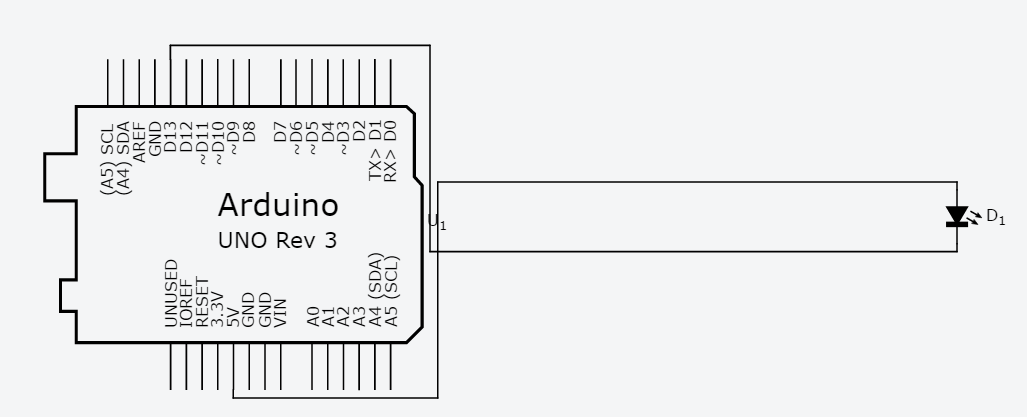 (A5) SCL
(A4) SDA
AREF
GND
D13
D12
~D11
~D10
~D9
D8
D7
~D6
~D5
D4
~D3
D2
TX> D1
RX> D0
Arduino
UNO Rev 3
U1
D1
UNUSED
IOREF
RESET
3.3V
5V
GND
GND
VIN
A0
A1
A2
A3
A4 (SDA)
A5 (SCL)